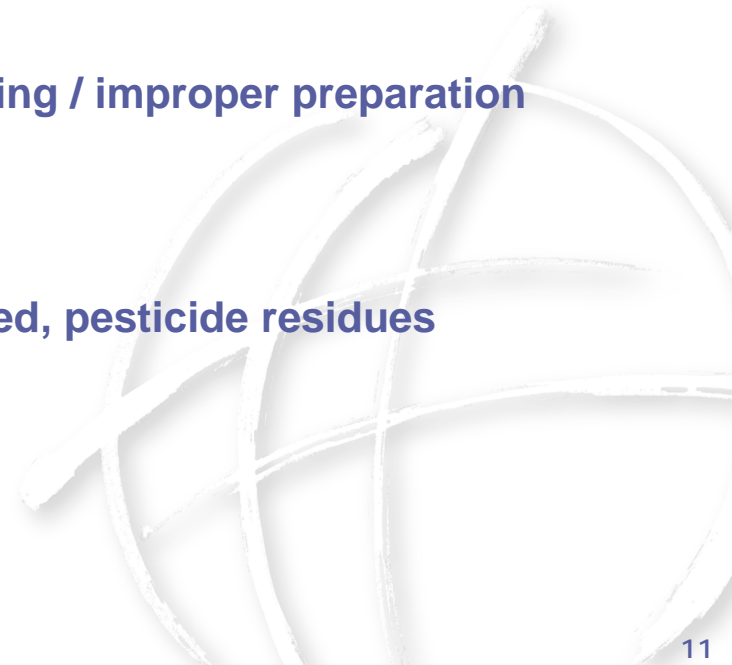 ing / improper preparation
ed, pesticide residues
11